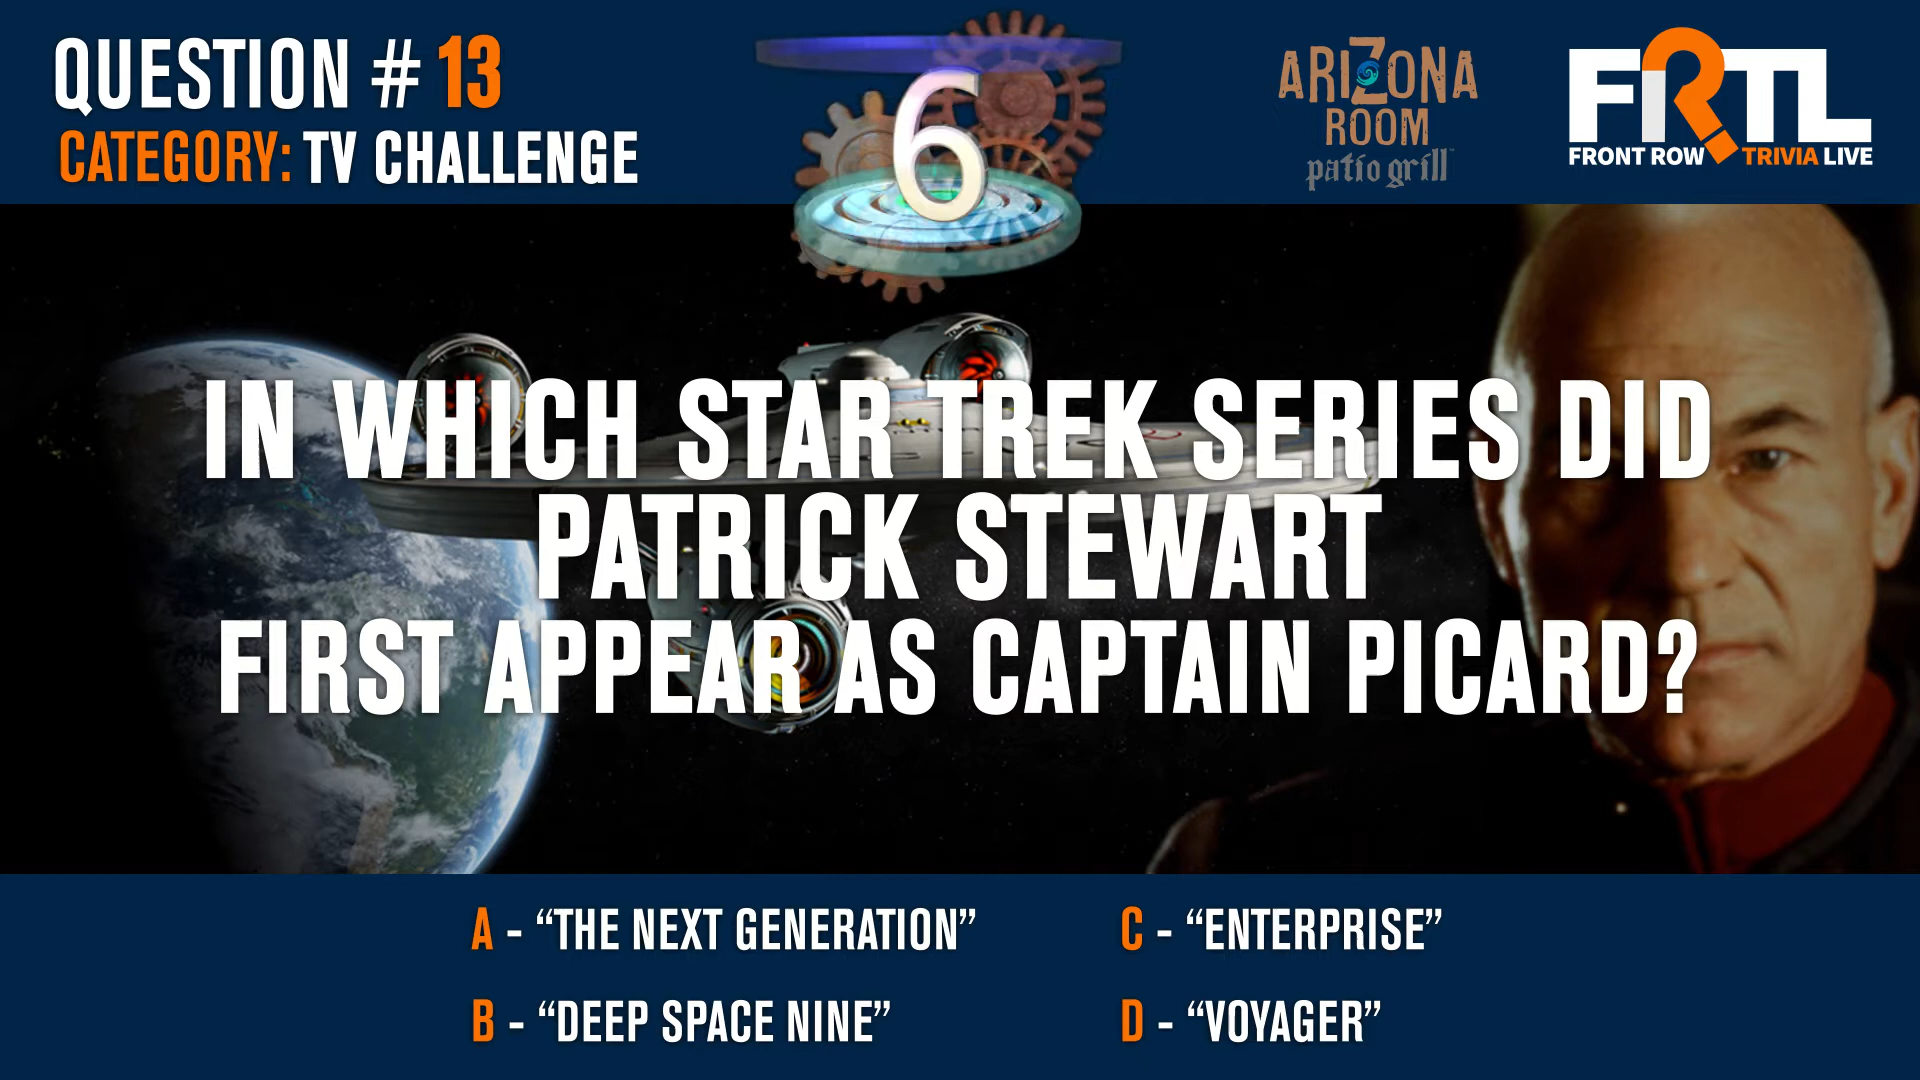 QUESTION # 13
CATEGORY: TV CHALLENGE
6
ARIZONA
ROOM
patio grill
FRTL
FRONT ROW TRIVIA LIVE
IN WHICH STAR TREK SERIES DID
PATRICK STEWART
FIRST APPEAR AS CAPTAIN PICARD?
A - “THE NEXT GENERATION”
B - “DEEP SPACE NINE”
C - “ENTERPRISE”
D - “VOYAGER”